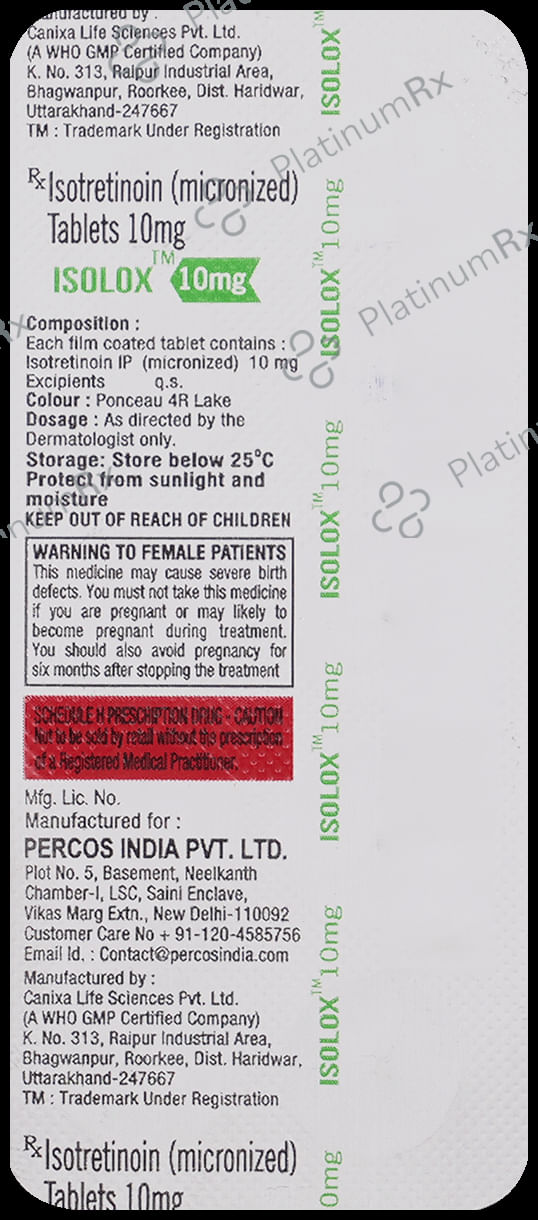 Manufactured by :
Canixa Life Sciences Pvt. Ltd.
(A WHO GMP Certified Company)
K. No. 313, Raipur Industrial Area,
Bhagwanpur, Roorkee, Dist. Haridwar,
Uttarakhand-247667
TM : Trademark Under Registration
Rx Isotretinoin (micronized)
Tablets 10mg
ISOLOX™ 10mg
Composition :
Each film coated tablet contains :
Isotretinoin IP (micronized) 10 mg
Excipients q.s.
Colour : Ponceau 4R Lake
Dosage : As directed by the
Dermatologist only.
Storage: Store below 25°C
Protect from sunlight and
moisture
KEEP OUT OF REACH OF CHILDREN
WARNING TO FEMALE PATIENTS
This medicine may cause severe birth
defects. You must not take this medicine
if you are pregnant or may likely to
become pregnant during treatment.
You should also avoid pregnancy for
six months after stopping the treatment
SCHEDULE H PRESCRIPTION DRUG - CAUTION
Not to be sold by retail without the prescription
of a Registered Medical Practitioner.
Mfg. Lic. No.
Manufactured for :
PERCOS INDIA PVT. LTD.
Plot No. 5, Basement, Neelkanth
Chamber-I, LSC, Saini Enclave,
Vikas Marg Extn., New Delhi-110092
Customer Care No + 91-120-4585756
Email Id. : Contact@percosindia.com
Manufactured by :
Canixa Life Sciences Pvt. Ltd.
(A WHO GMP Certified Company)
K. No. 313, Raipur Industrial Area,
Bhagwanpur, Roorkee, Dist. Haridwar,
Uttarakhand-247667
TM : Trademark Under Registration
Rx Isotretinoin (micronized)
Tablets 10mg
ISOLOX™
ISOLOX™ 10mg
ISOLOX™ 10mg
ISOLOX™ 10mg
ISOLOX™ 10mg
0mg
PlatinumRx
PlatinumRx
PlatinumRx
Rx
Platinu
Platin
inumRx